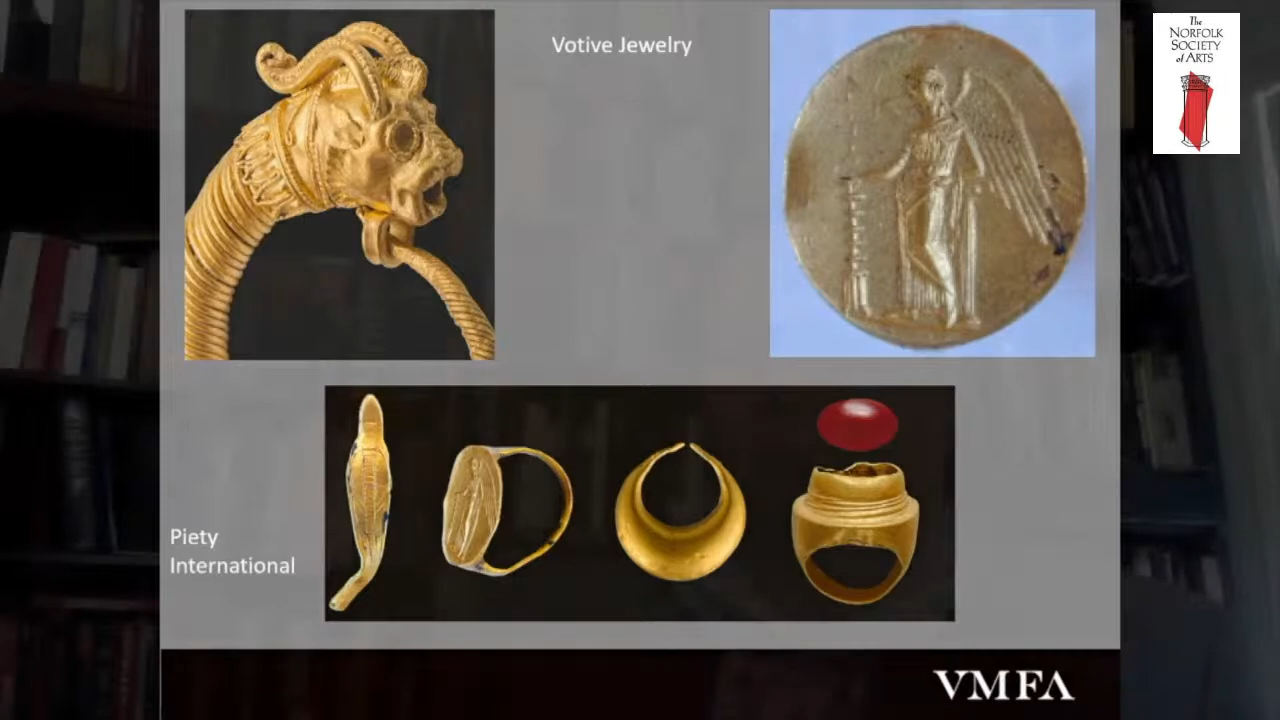 Votive Jewelry
The
NORFOLK
SOCIETY
of ARTS
Piety
International
VMFA